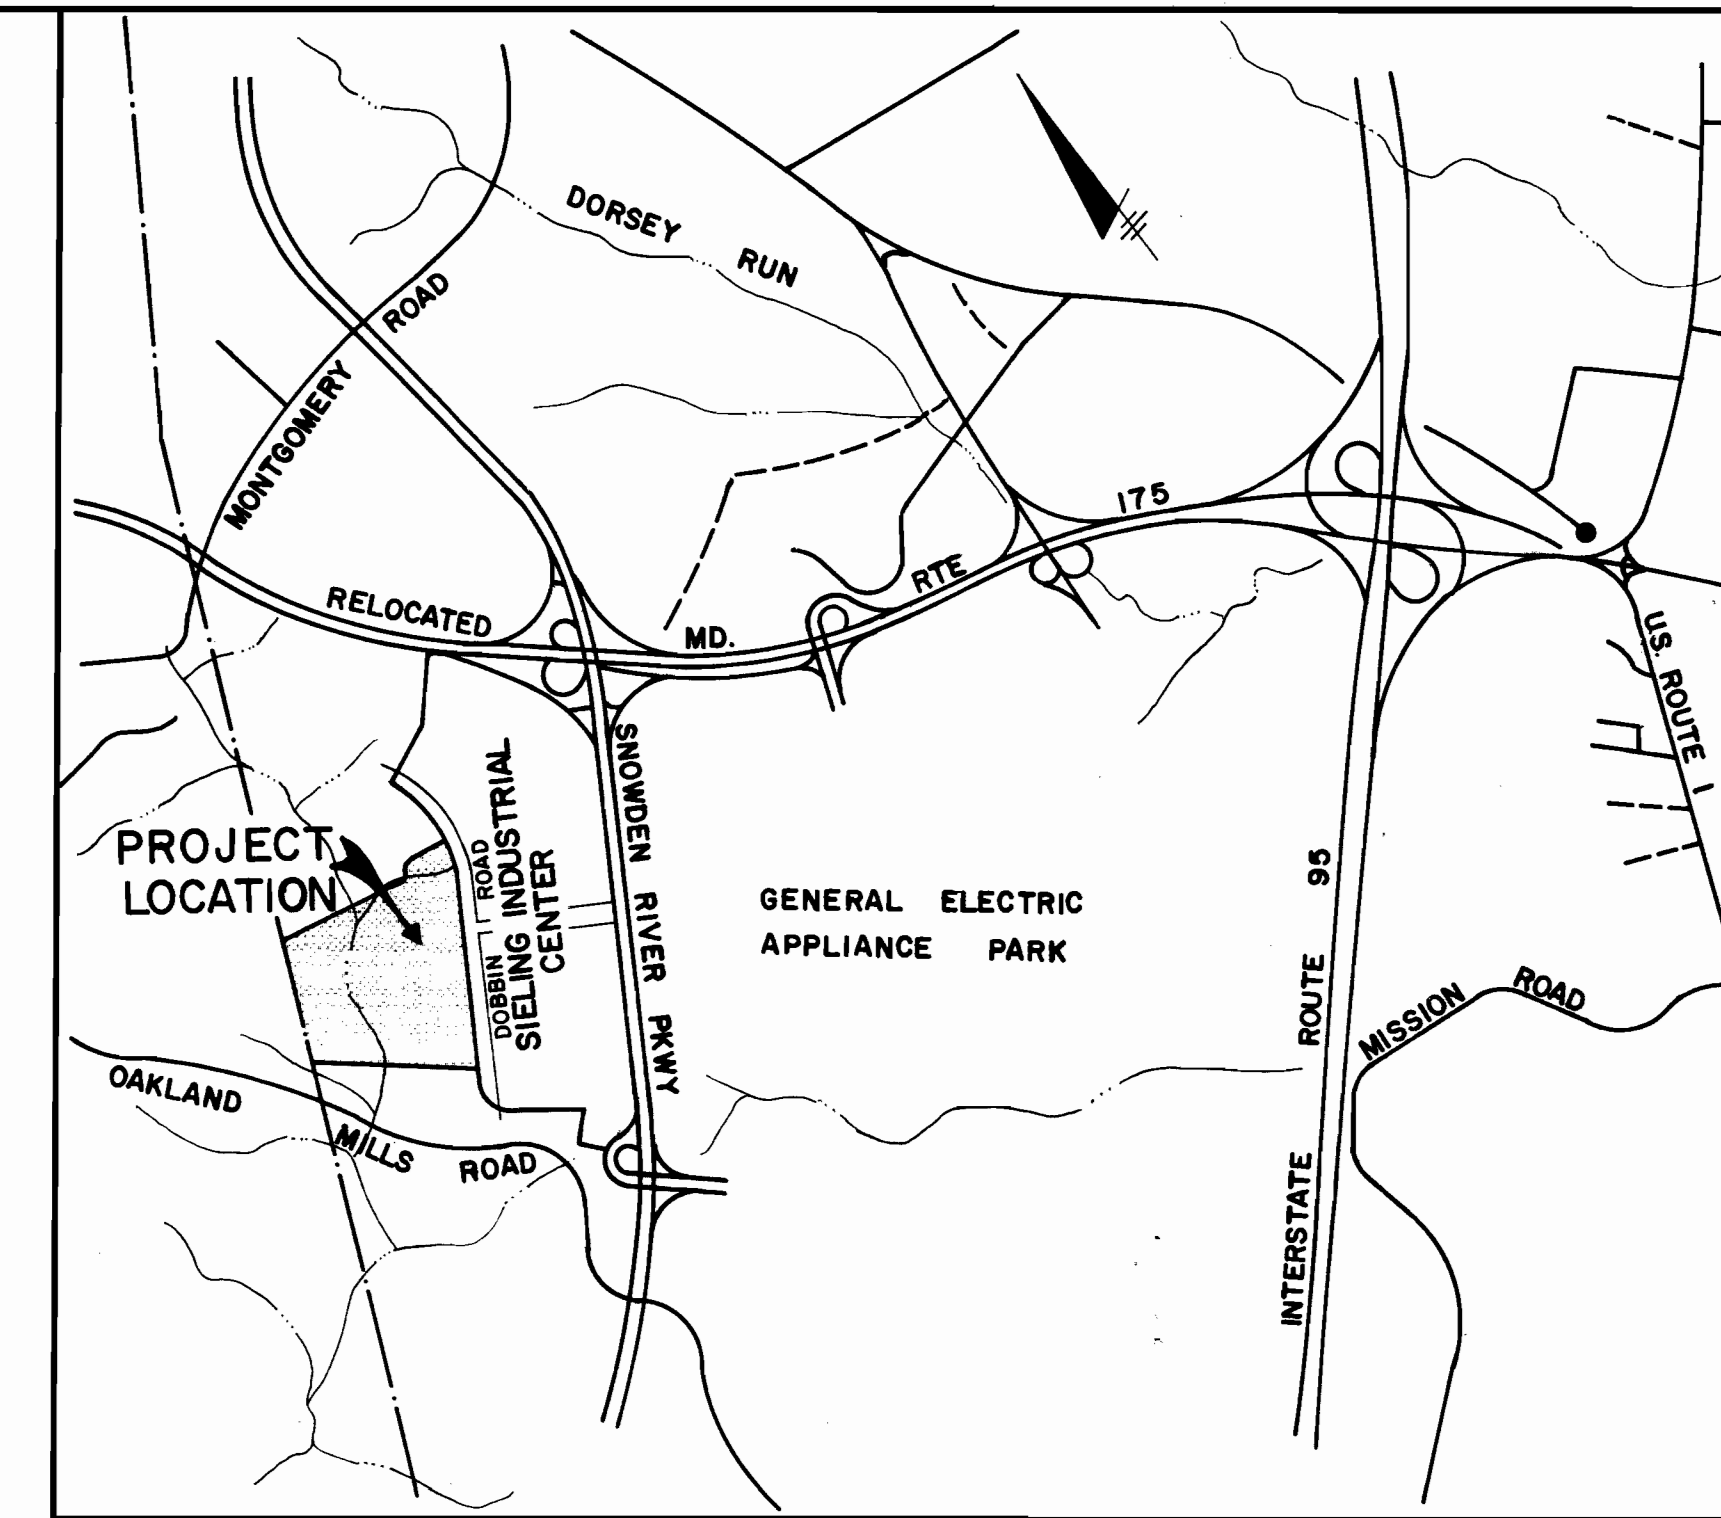 DORSEY RUN
MONTGOMERY ROAD
RELOCATED MD. RTE 175
U.S. ROUTE 1
PROJECT
LOCATION
DOBBIN ROAD
SIELING INDUSTRIAL
CENTER
SNOWDEN RIVER PKWY
GENERAL ELECTRIC
APPLIANCE PARK
INTERSTATE ROUTE 95
MISSION ROAD
OAKLAND MILLS ROAD